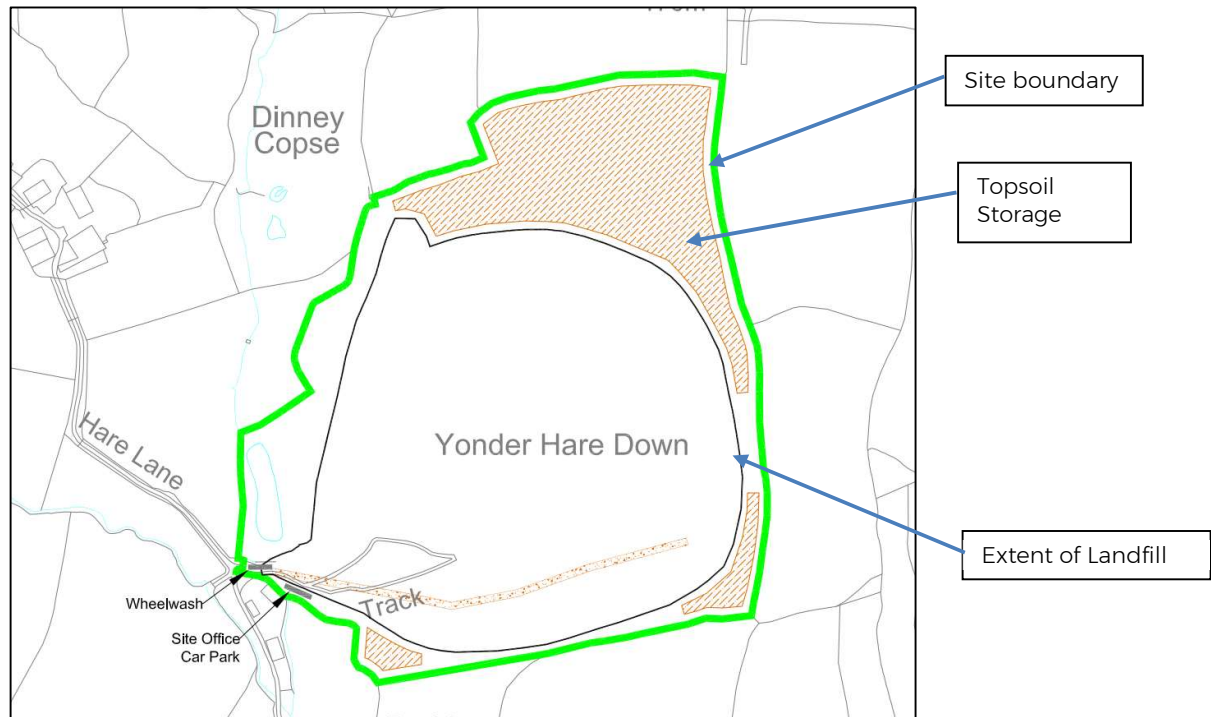 Dinney
Copse
Site boundary
Topsoil
Storage
Yonder Hare Down
Hare Lane
Extent of Landfill
Wheelwash
Track
Site Office
Car Park